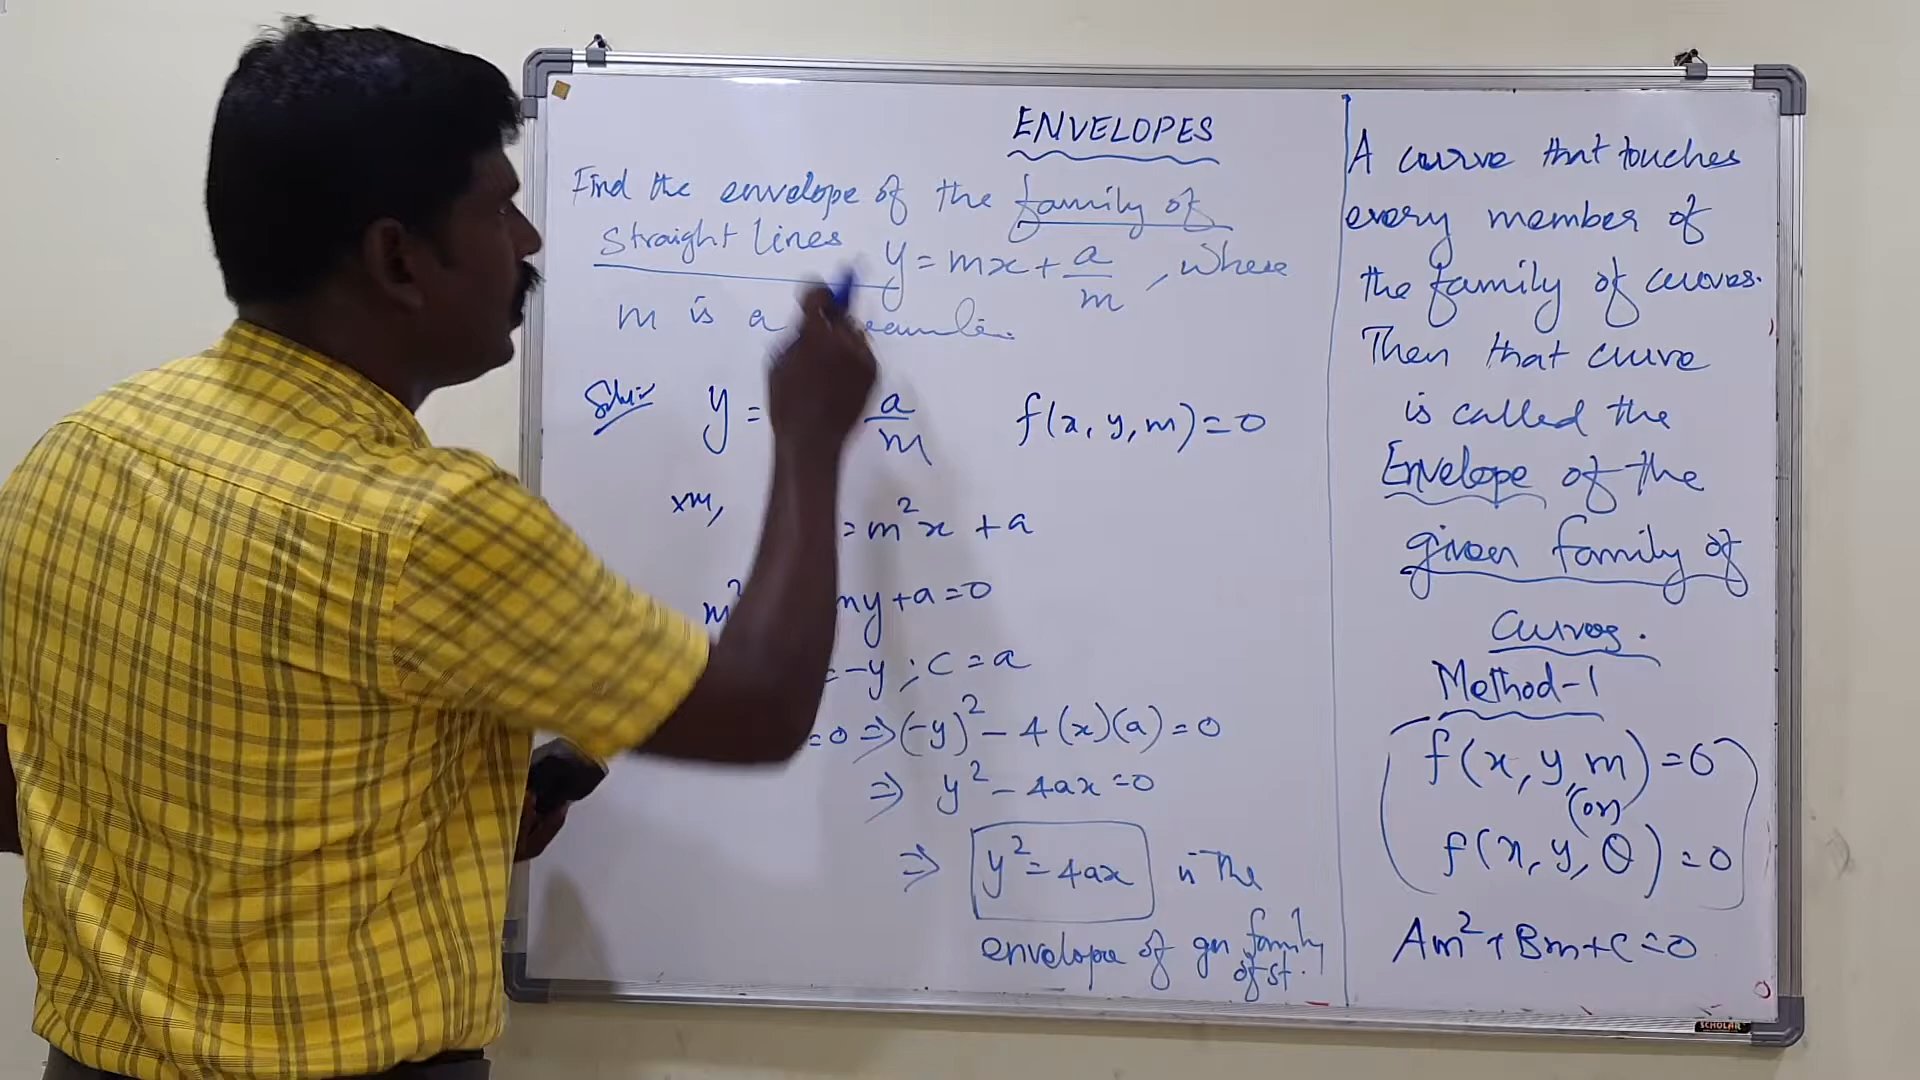 ENVELOPES
Find the envelope of the family of
straight lines y = mx + a/m, where
m is a
Soln:- y = a/m f(x, y, m) = 0
xm, = m²x + a
m² my + a = 0
= -y ; C = a
= 0 ⇒ (-y)² - 4(x)(a) = 0
⇒ y² - 4ax = 0
⇒ y² = 4ax is the
envelope of gn family
of st.
A curve that touches
every member of
the family of curves.
Then that curve
is called the
Envelope of the
given family of
Curves.
Method-1
f(x, y, m) = 0
(or)
f(x, y, θ) = 0
Am² + Bm + C = 0
SCHOLAR